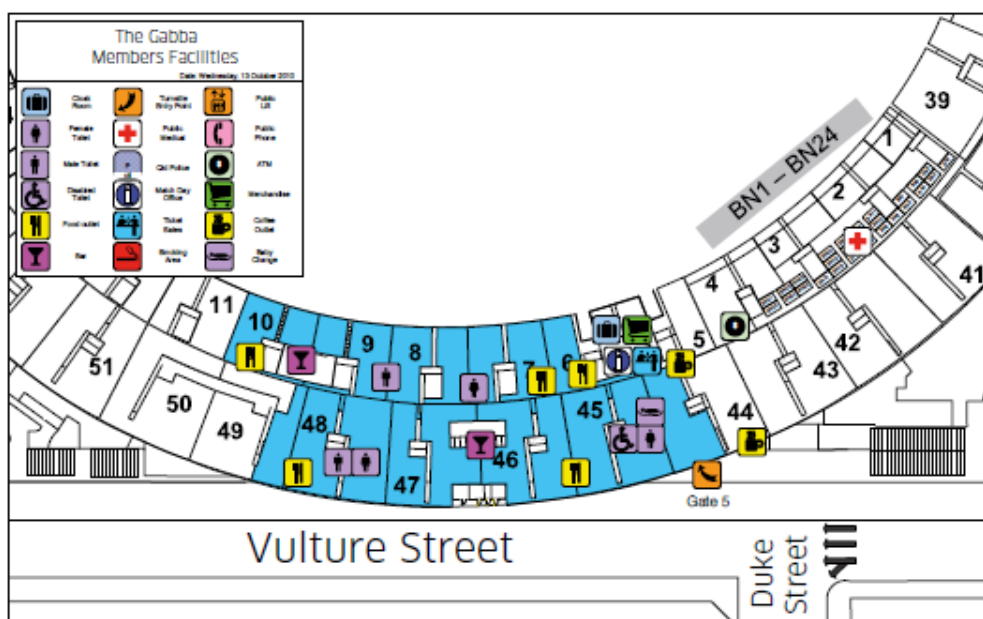 The Gabba
Members Facilities
Date: Wednesday, 13 October 2010
Cloak
Room
Turnstile
Entry Point
Public
Lift
Female
Toilet
Public
Medical
Public
Phone
Male Toilet
Qld Police
ATM
Disabled
Toilet
Match Day
Office
Merchandise
Food outlet
Ticket
Sales
Coffee
Outlet
Bar
Smoking
Area
Baby
Change
BN1 – BN24
39
1
2
3
4
5
41
42
43
44
11
10
9
8
7
6
51
50
49
48
47
46
45
Gate 5
Vulture Street
Duke
Street